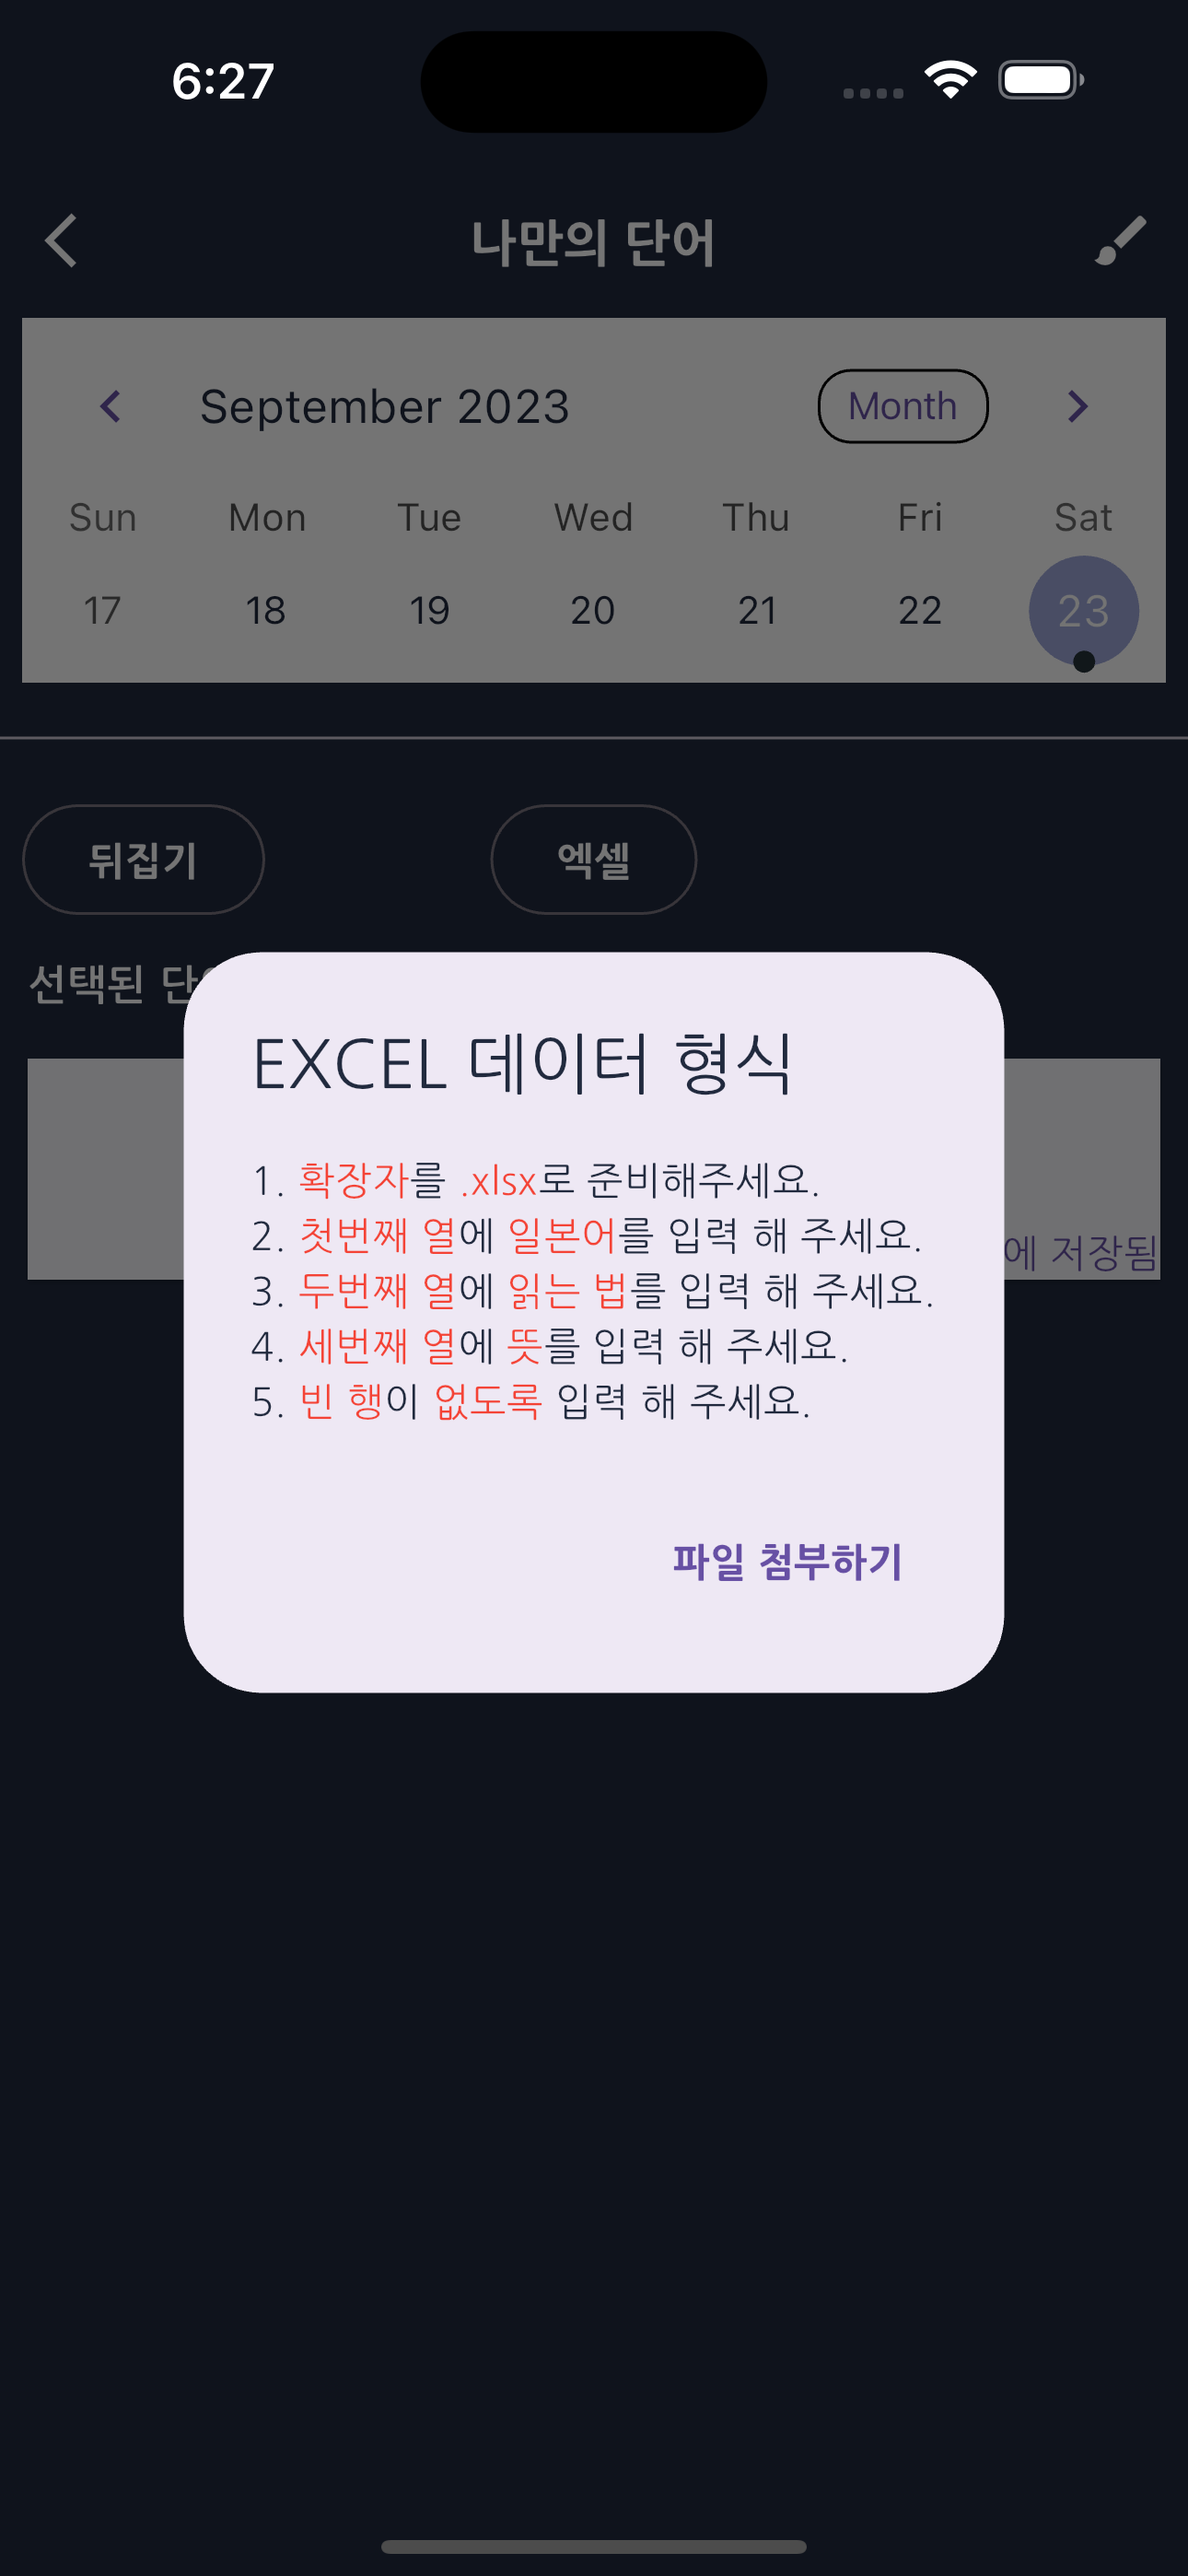 6:27
나만의 단어
September 2023
Month
Sun Mon Tue Wed Thu Fri Sat
17 18 19 20 21 22 23
뒤집기 엑셀
선택된
EXCEL 데이터 형식
1. 확장자를 .xlsx로 준비해주세요.
2. 첫번째 열에 일본어를 입력 해 주세요.
에 저장됨
3. 두번째 열에 읽는 법를 입력 해 주세요.
4. 세번째 열에 뜻를 입력 해 주세요.
5. 빈 행이 없도록 입력 해 주세요.
파일 첨부하기